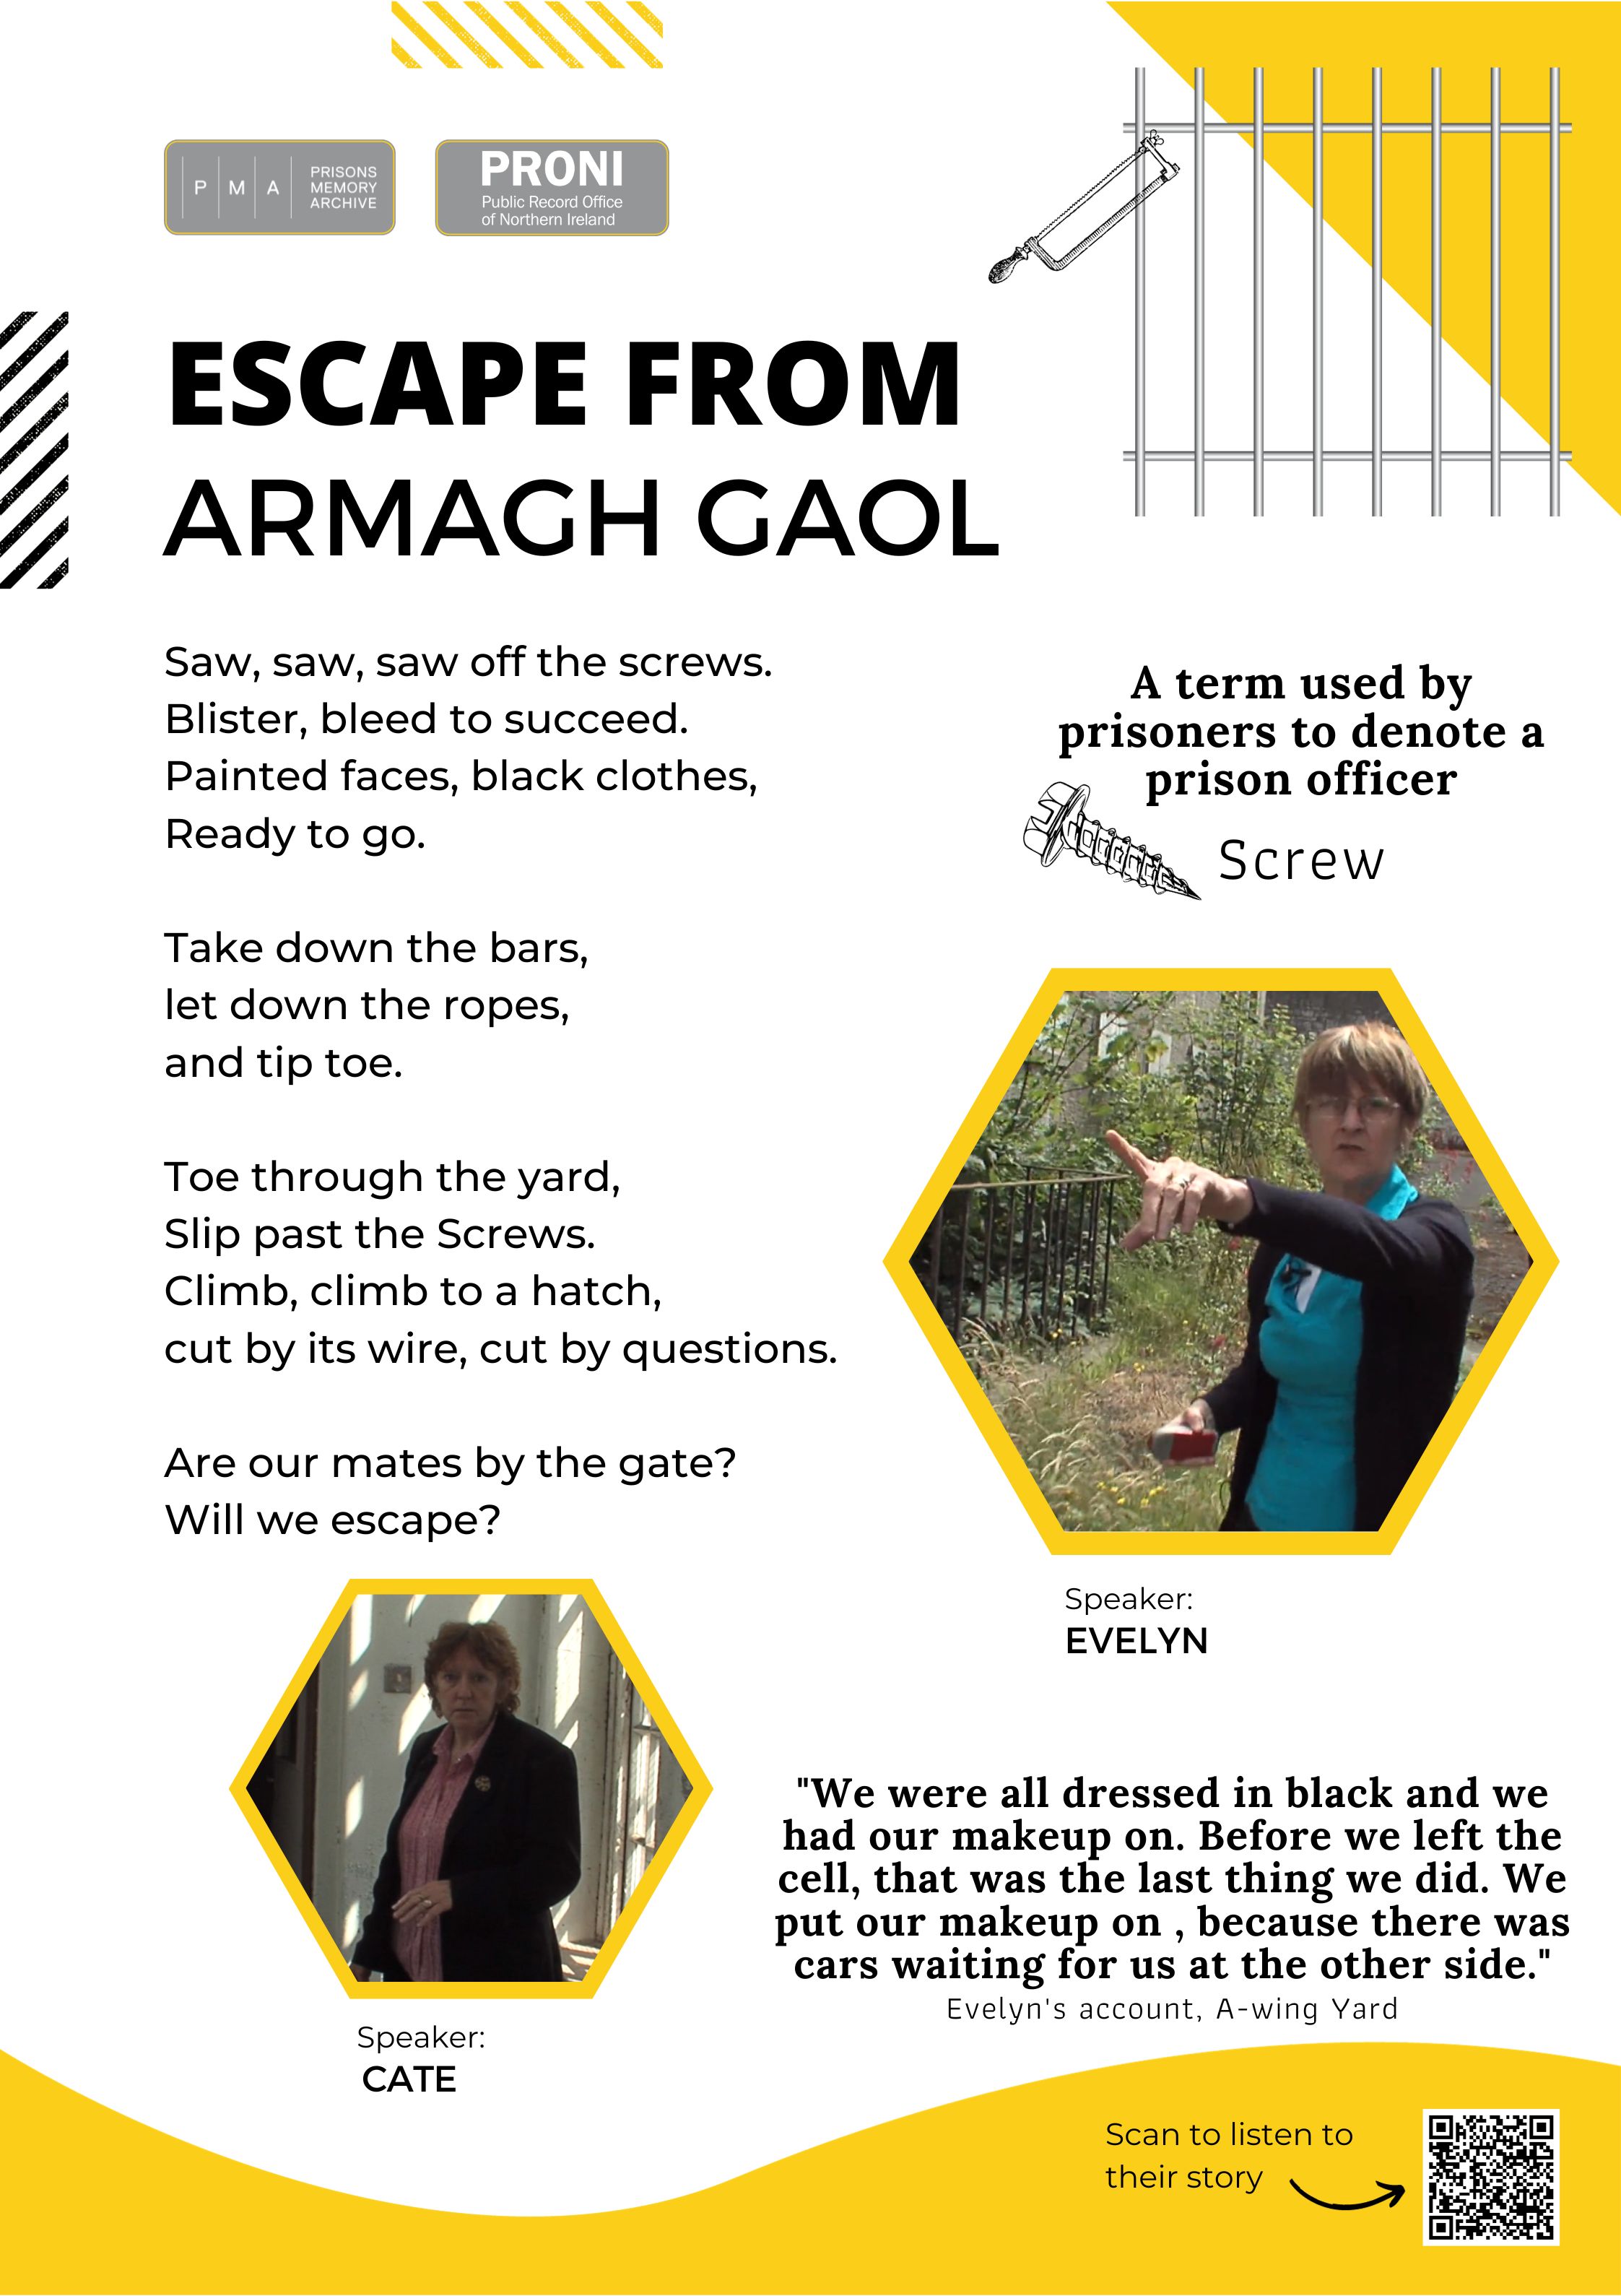 P M A
PRISONS
MEMORY
ARCHIVE
PRONI
Public Record Office
of Northern Ireland
ESCAPE FROM
ARMAGH GAOL
Saw, saw, saw off the screws.
Blister, bleed to succeed.
Painted faces, black clothes,
Ready to go.
Take down the bars,
let down the ropes,
and tip toe.
Toe through the yard,
Slip past the Screws.
Climb, climb to a hatch,
cut by its wire, cut by questions.
Are our mates by the gate?
Will we escape?
A term used by
prisoners to denote a
prison officer
Screw
Speaker:
EVELYN
Speaker:
CATE
"We were all dressed in black and we
had our makeup on. Before we left the
cell, that was the last thing we did. We
put our makeup on , because there was
cars waiting for us at the other side."
Evelyn's account, A-wing Yard
Scan to listen to
their story